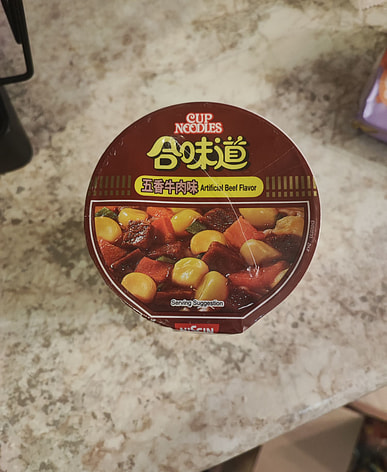 CUP
NOODLES
合味道
五香牛肉味 Artificial Beef Flavor
Serving Suggestion
NISSIN